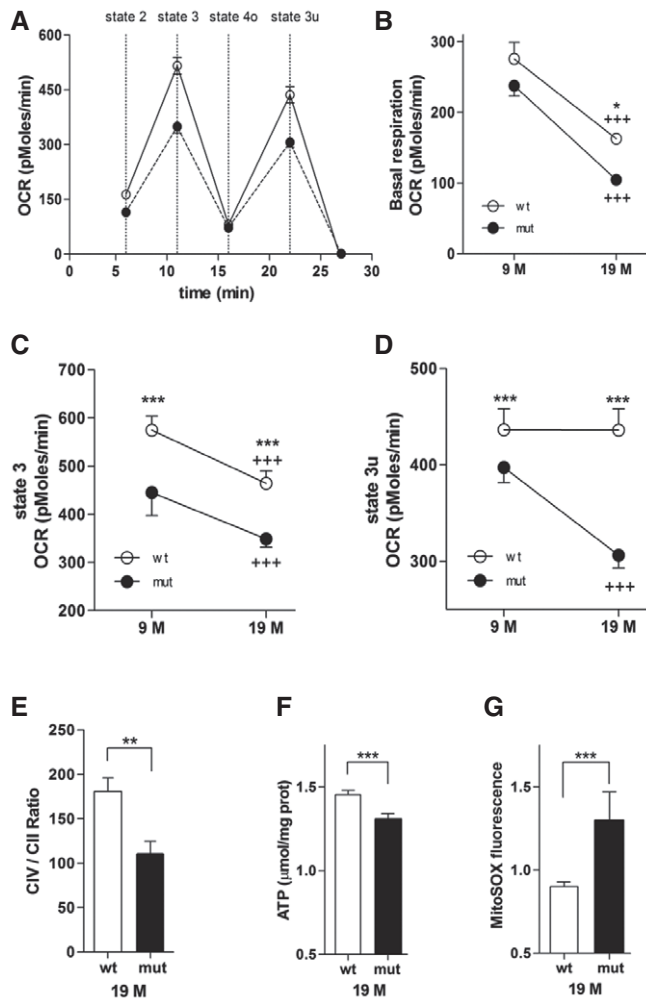 A
state 2 state 3 state 4o state 3u
600
450
300
150
0
OCR (pMoles/min)
0 5 10 15 20 25 30
time (min)
B
300
200
100
0
Basal respiration
OCR (pMoles/min)
*
+++
+++
wt
mut
9 M 19 M
C
700
600
500
400
300
200
state 3
OCR (pMoles/min)
***
***
+++
+++
wt
mut
9 M 19 M
D
500
400
300
state 3u
OCR (pMoles/min)
*** ***
+++
wt
mut
9 M 19 M
E
250
200
150
100
50
0
CIV / CII Ratio
**
wt mut
19 M
F
1.5
1.0
0.5
ATP (µmol/mg prot)
***
wt mut
19 M
G
1.5
1.0
0.5
MitoSOX fluorescence
***
wt mut
19 M